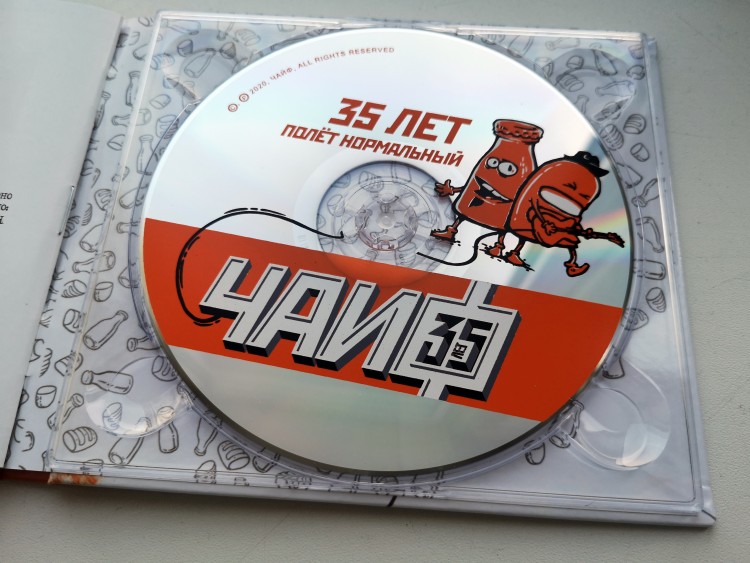 ©, ℗ 2020, ЧАЙФ, ALL RIGHTS RESERVED
35 ЛЕТ
ПОЛЁТ НОРМАЛЬНЫЙ
ЧАЙФ
35
ЛЕТ